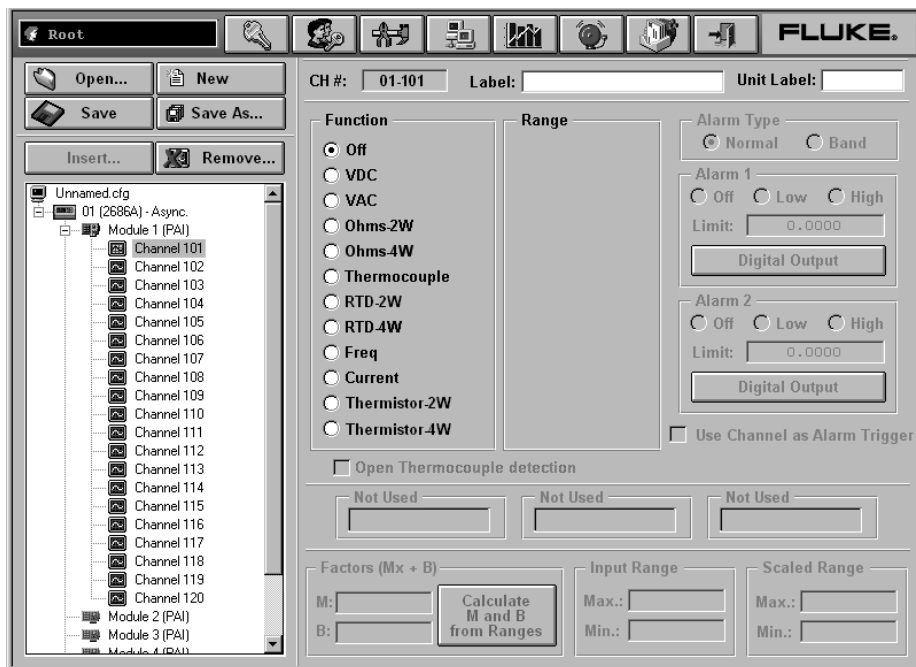 Root
FLUKE®
Open...
New
Save
Save As...
Insert...
Remove...
Unnamed.cfg
01 (2686A) - Async.
Module 1 (PAI)
Channel 101
Channel 102
Channel 103
Channel 104
Channel 105
Channel 106
Channel 107
Channel 108
Channel 109
Channel 110
Channel 111
Channel 112
Channel 113
Channel 114
Channel 115
Channel 116
Channel 117
Channel 118
Channel 119
Channel 120
Module 2 (PAI)
Module 3 (PAI)
Module 4 (PAI)
CH #: 01-101 Label: Unit Label:
Function
Off
VDC
VAC
Ohms-2W
Ohms-4W
Thermocouple
RTD-2W
RTD-4W
Freq
Current
Thermistor-2W
Thermistor-4W
Range
Alarm Type
Normal Band
Alarm 1
Off Low High
Limit: 0.0000
Digital Output
Alarm 2
Off Low High
Limit: 0.0000
Digital Output
Use Channel as Alarm Trigger
Open Thermocouple detection
Not Used
Not Used
Not Used
Factors (Mx + B)
M:
B:
Calculate
M and B
from Ranges
Input Range
Max.:
Min.:
Scaled Range
Max.:
Min.: